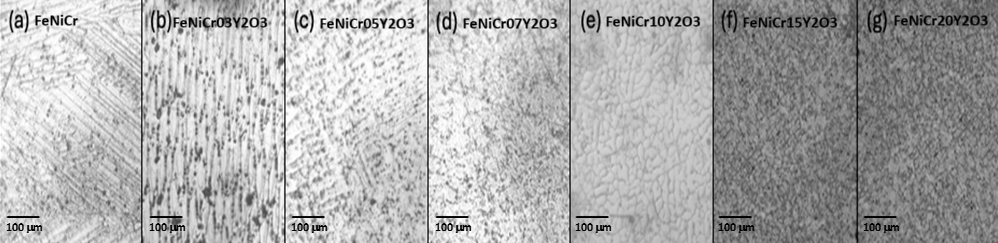 (a) FeNiCr
(b) FeNiCr03Y2O3
(c) FeNiCr05Y2O3
(d) FeNiCr07Y2O3
(e) FeNiCr10Y2O3
(f) FeNiCr15Y2O3
(g) FeNiCr20Y2O3
100 μm
100 μm
100 μm
100 μm
100 μm
100 μm
100 μm